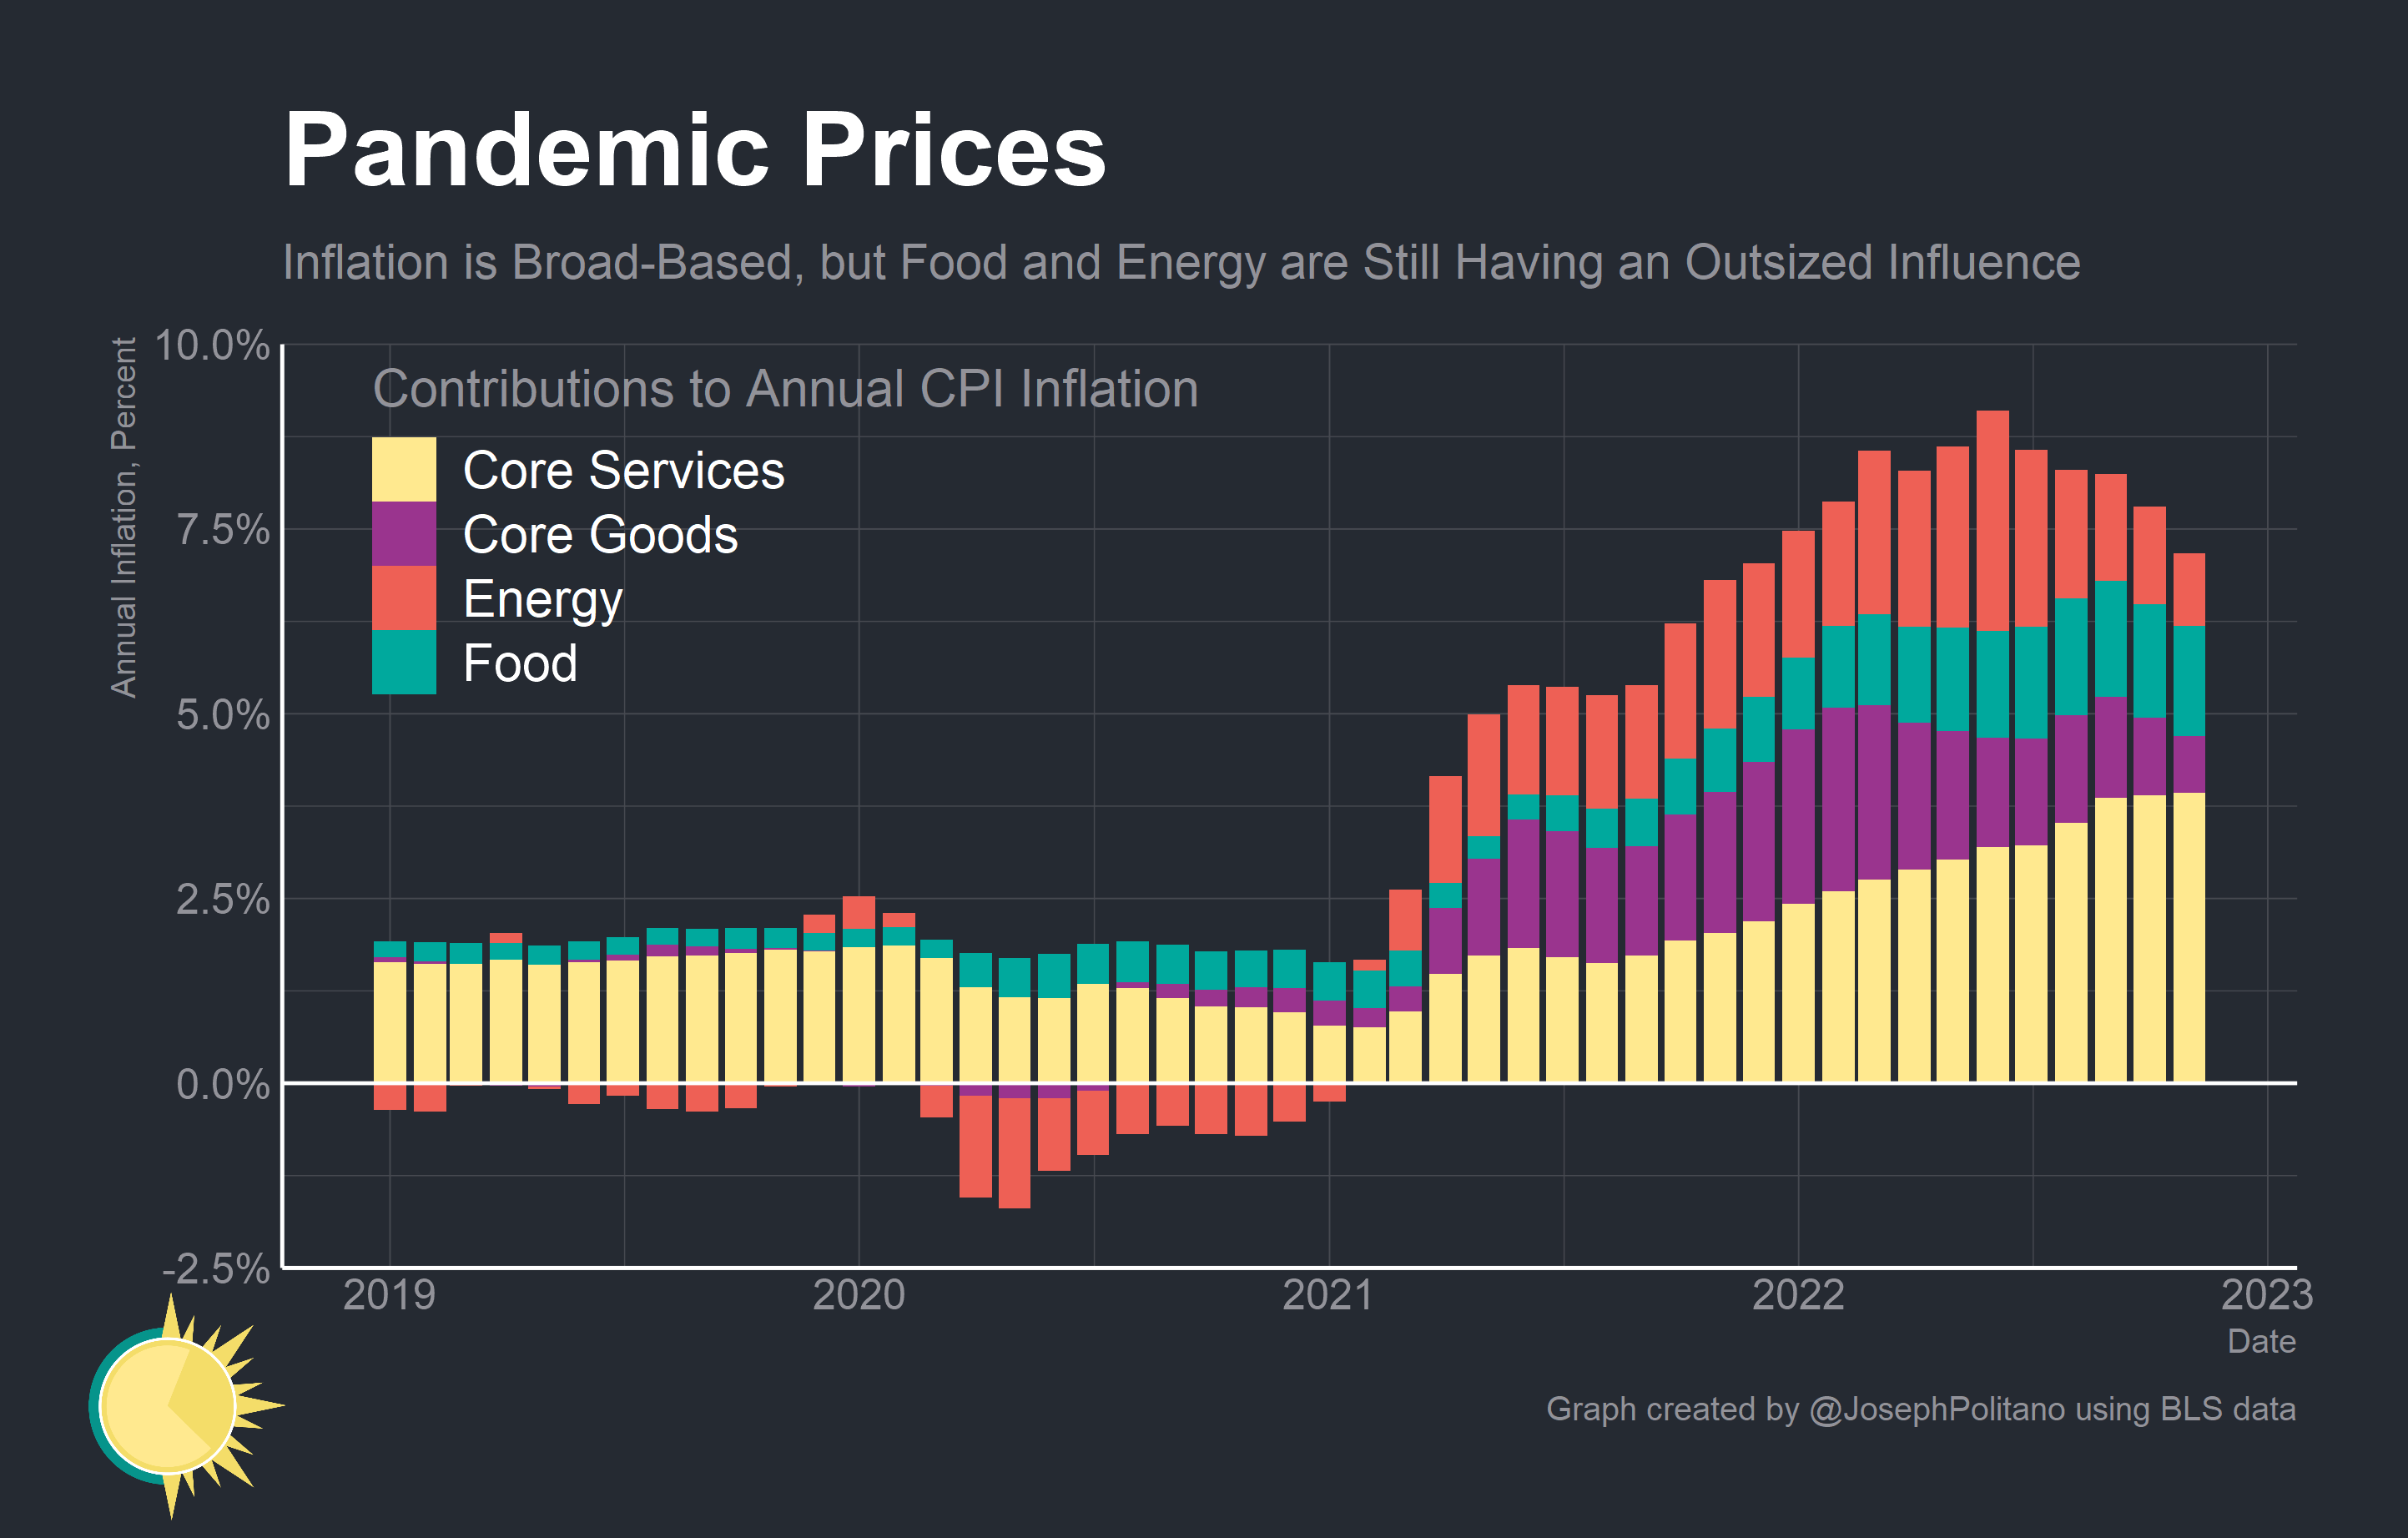 Pandemic Prices
Inflation is Broad-Based, but Food and Energy are Still Having an Outsized Influence
Annual Inflation, Percent
10.0%
7.5%
5.0%
2.5%
0.0%
-2.5%
Contributions to Annual CPI Inflation
Core Services
Core Goods
Energy
Food
2019
2020
2021
2022
2023
Date
Graph created by @JosephPolitano using BLS data